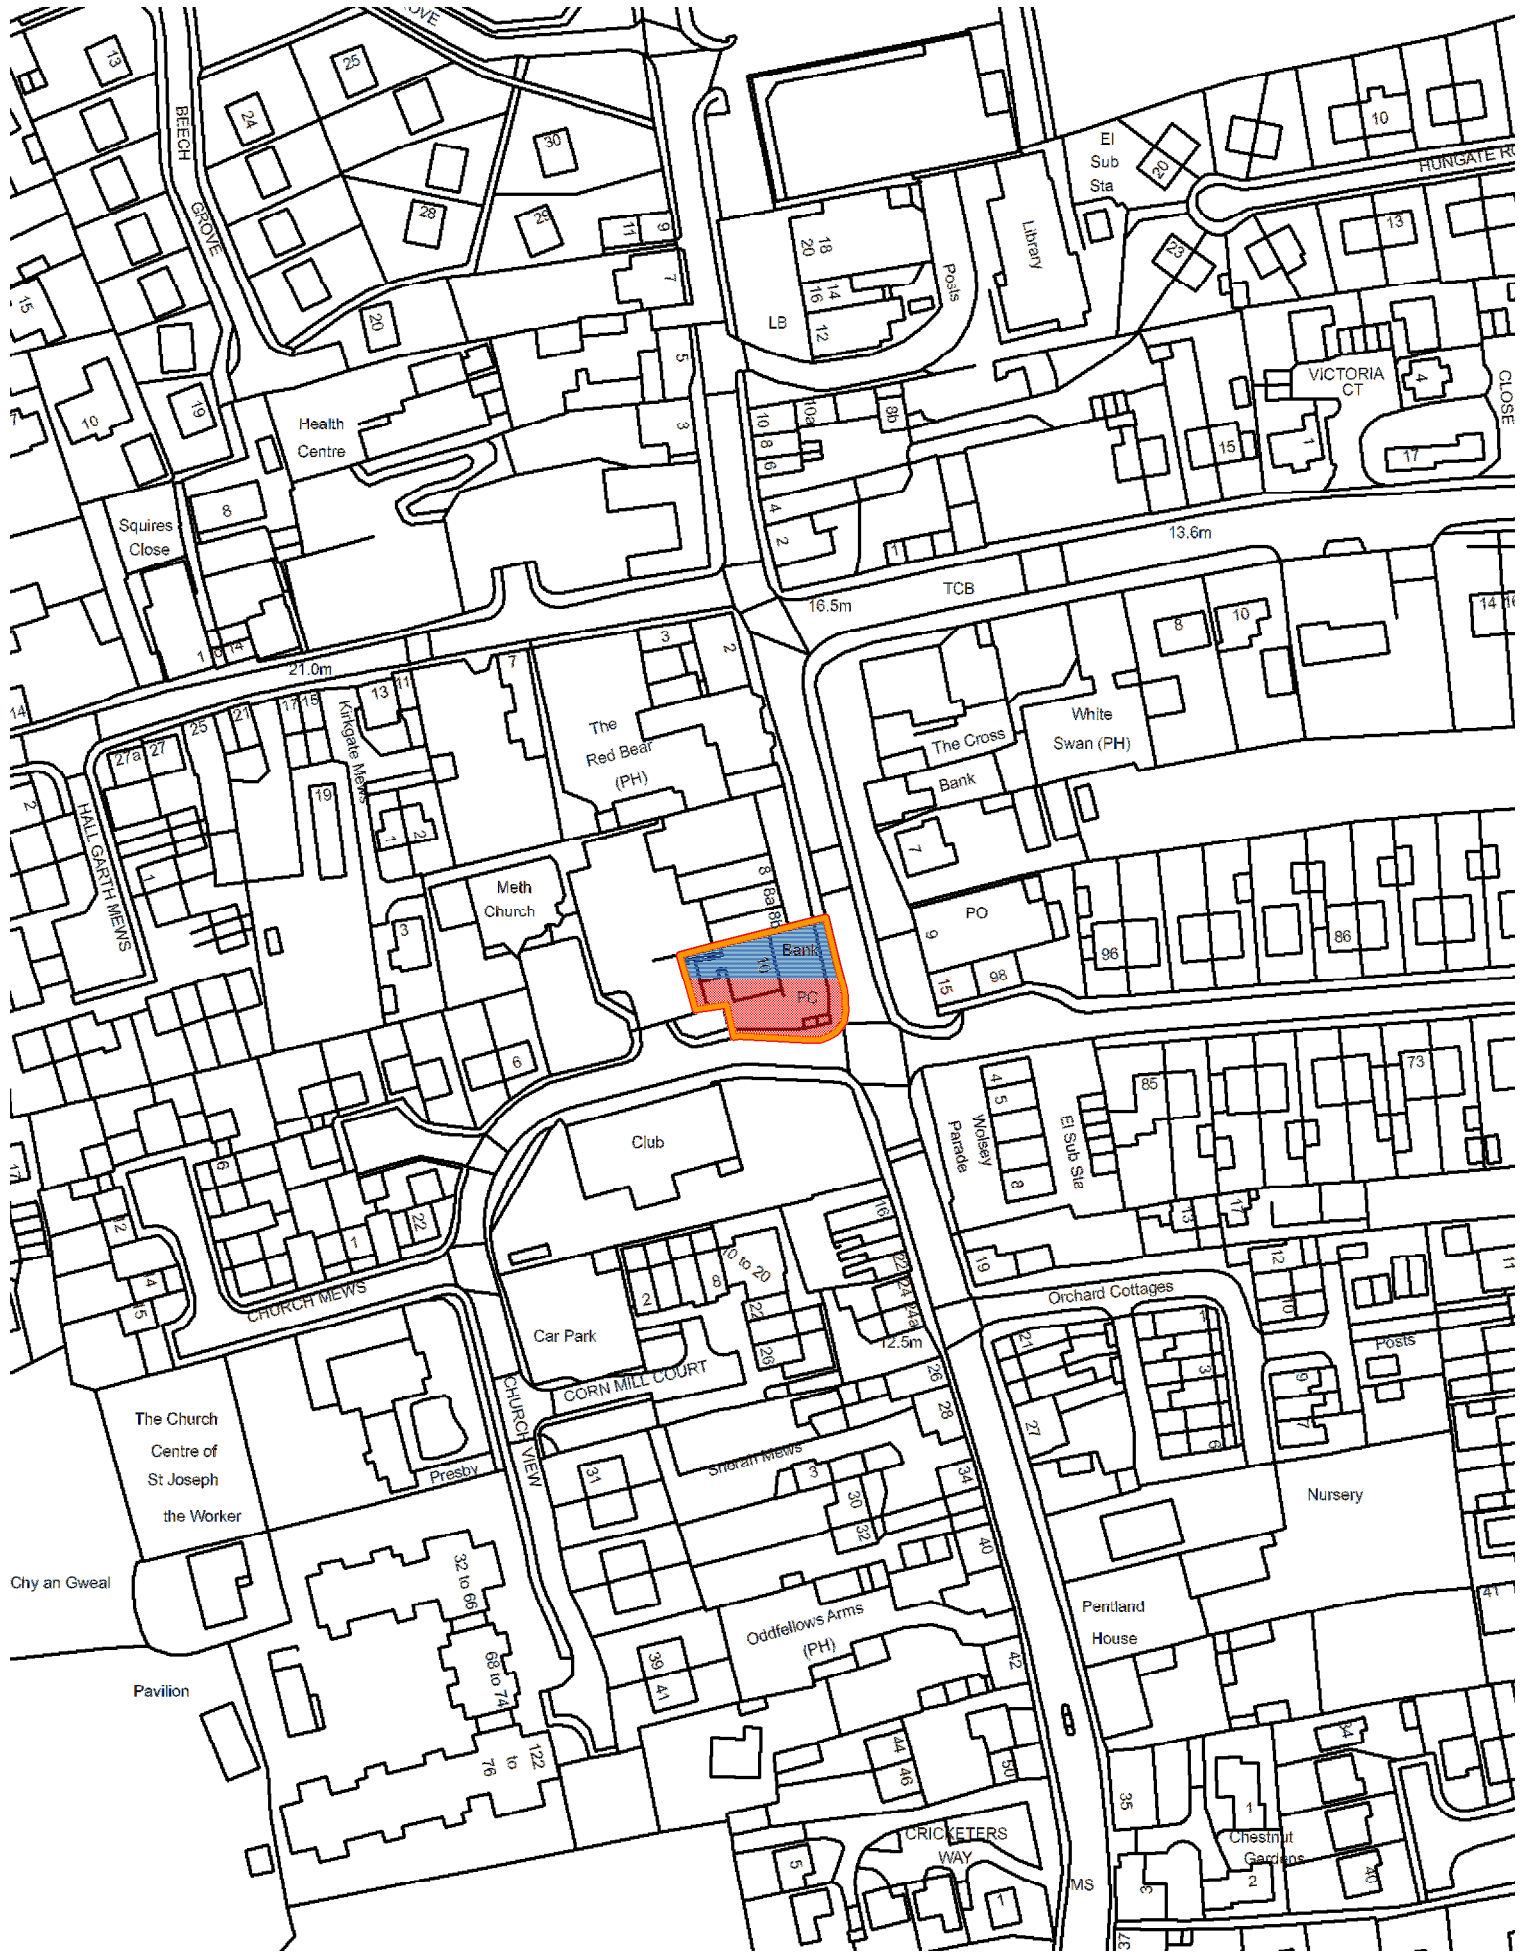 OVE
13
25
BEECH
24
30
El
Sub
Sta
10
20
HUNGATE RO
28
29
GROVE
11
9
18
20
Library
13
23
7
Posts
15
14
16
20
LB
12
5
VICTORIA
CT
4
CLOSE
10
19
Health
Centre
10
10a
8b
3
8
6
15
1
17
7
8
4
Squires
Close
2
1
13.6m
TCB
16.5m
14
16
8
10
1 to 14
21.0m
3
2
7
14
13
11
17
15
21
25
27
27a
Kirkgate Mews
The
Red Bear
(PH)
White
Swan (PH)
The Cross
Bank
2
19
HALL GARTH MEWS
1
2
7
1
8
8a
8b
Meth
Church
PO
9
3
Bank
10
96
86
98
15
PC
6
4
5
85
73
Club
Wolsey
Parade
El Sub Sta
8
17
6
12
22
1
16
13
17
10 to 20
22
19
12
11
14
8
2
24
24a
Orchard Cottages
10
15
CHURCH MEWS
22
1
Car Park
12.5m
21
Posts
26
3
CORN MILL COURT
26
9
CHURCH VIEW
28
27
7
6
The Church
Centre of
St Joseph
the Worker
Presby
31
Sheran Mews
3
34
30
32
Nursery
40
Chy an Gweal
32 to 66
41
Pentland
House
Oddfellows Arms
(PH)
39
41
68 to 74
42
Pavilion
34
44
46
50
122
to
76
35
1
CRICKETERS
WAY
Chestnut
Gardens
5
2
40
MS
3
1
37